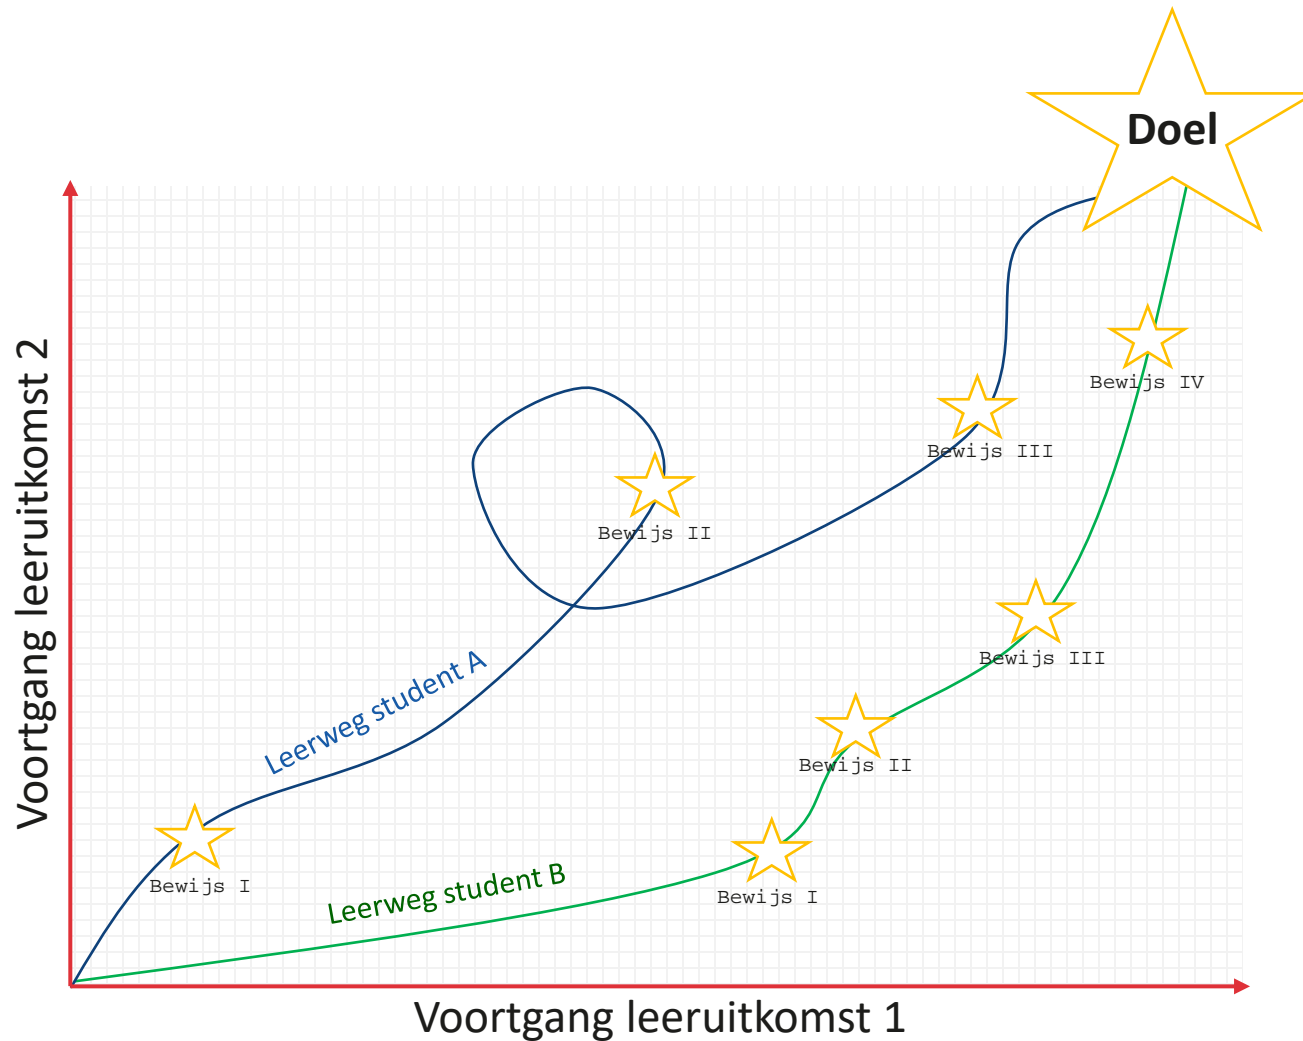 Doel
Bewijs IV
Bewijs III
Bewijs II
Voortgang leeruitkomst 2
Bewijs III
Leerweg student A
Bewijs II
Bewijs I
Leerweg student B
Bewijs I
Voortgang leeruitkomst 1